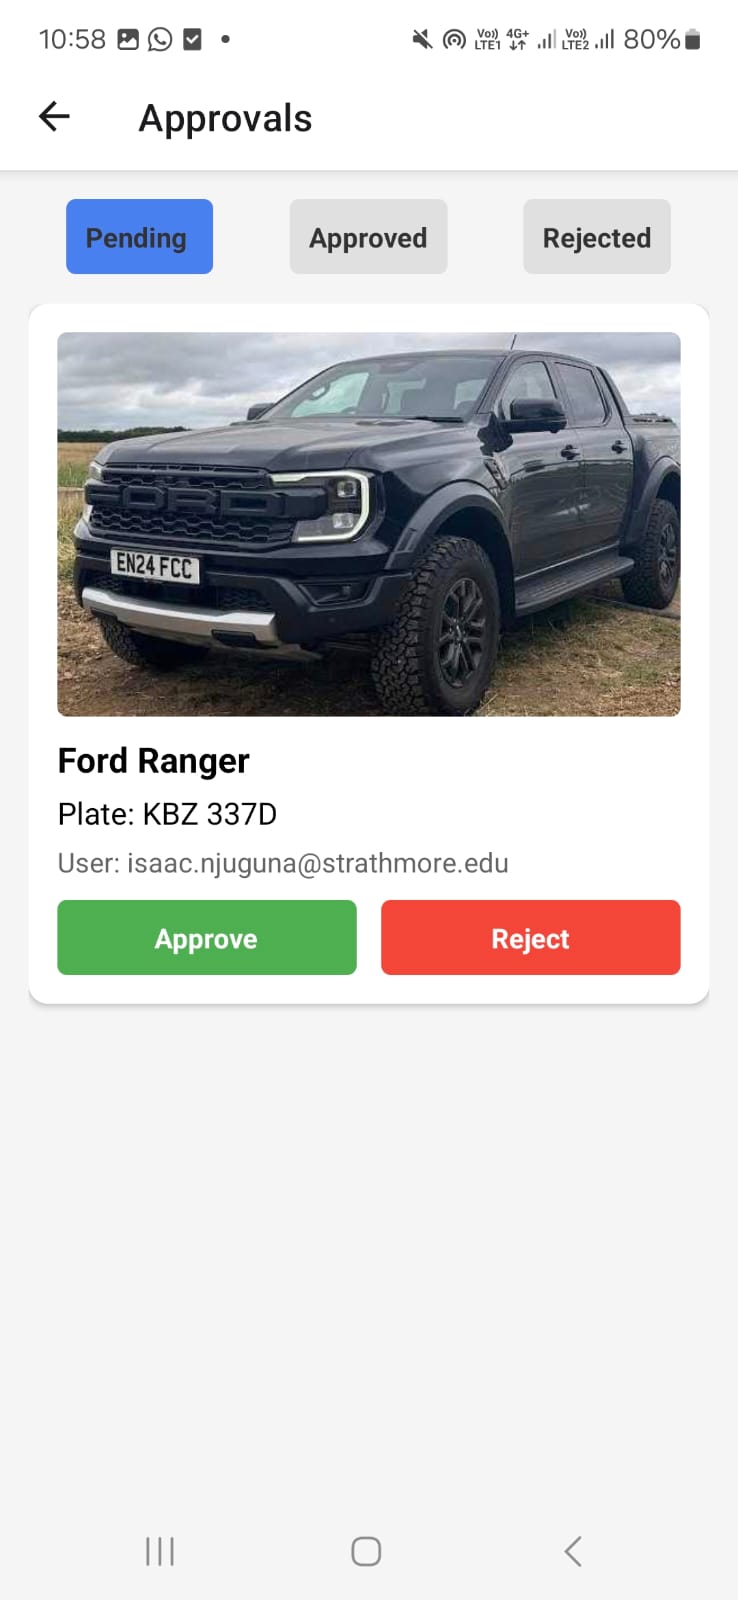 10:58 Vo)) LTE1 4G+ Vo)) LTE2 80%
Approvals
Pending Approved Rejected
FORD
EN24 FCC
Ford Ranger
Plate: KBZ 337D
User: isaac.njuguna@strathmore.edu
Approve Reject